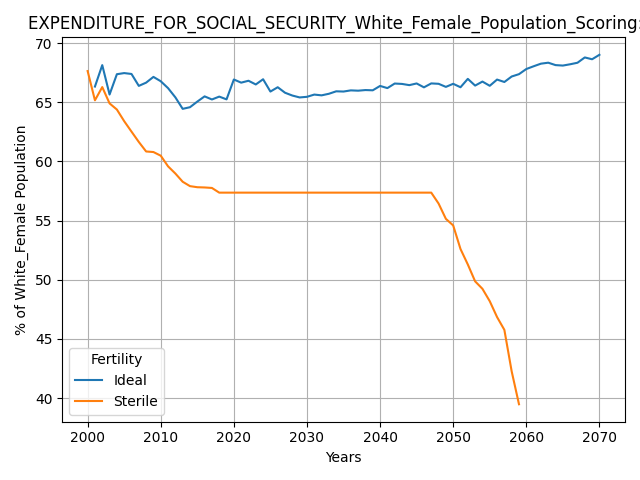 EXPENDITURE_FOR_SOCIAL_SECURITY_White_Female_Population_Scoring:
% of White_Female Population
70
65
60
55
50
45
40
Fertility
Ideal
Sterile
2000 2010 2020 2030 2040 2050 2060 2070
Years